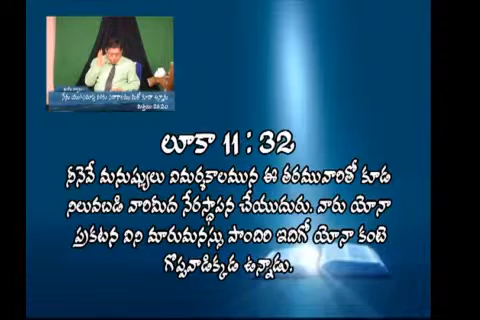 లూకా 11 : 32
నీనెవే మనుష్యులు విమర్శకాలమున ఈ తరమువారితో కూడ
నిలువబడి వారిమీద నేరస్థాపన చేయుదురు. వారు యోనా
ప్రకటన విని మారుమనస్సు పొందిరి ఇదిగో యోనా కంటె
గొప్పవాడిక్కడ ఉన్నాడు.